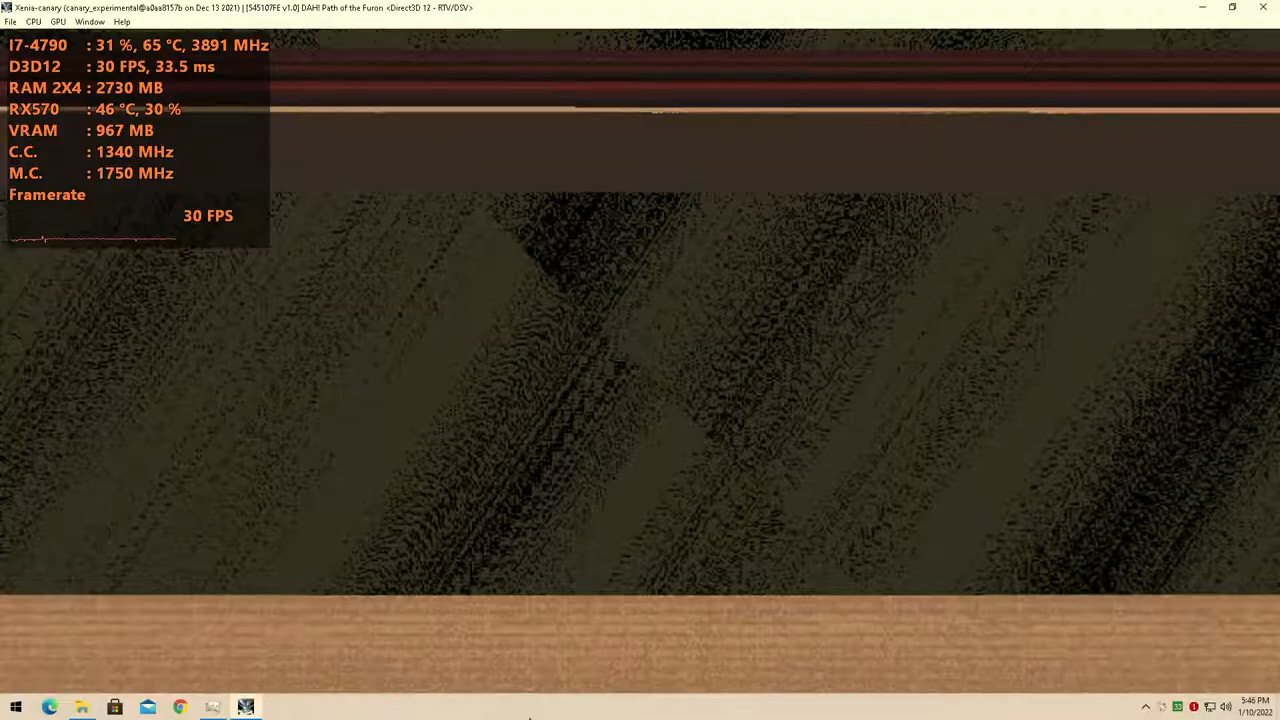 Xenia-canary (canary_experimental@a0aa8157b on Dec 13 2021) | [545107FE v1.0] DAH! Path of the Furon <Direct3D 12 - RTV/DSV>
File CPU GPU Window Help
I7-4790 : 31 %, 65 °C, 3891 MHz
D3D12 : 30 FPS, 33.5 ms
RAM 2X4 : 2730 MB
RX570 : 46 °C, 30 %
VRAM : 967 MB
C.C. : 1340 MHz
M.C. : 1750 MHz
Framerate
30 FPS
33
5:46 PM
1/10/2022